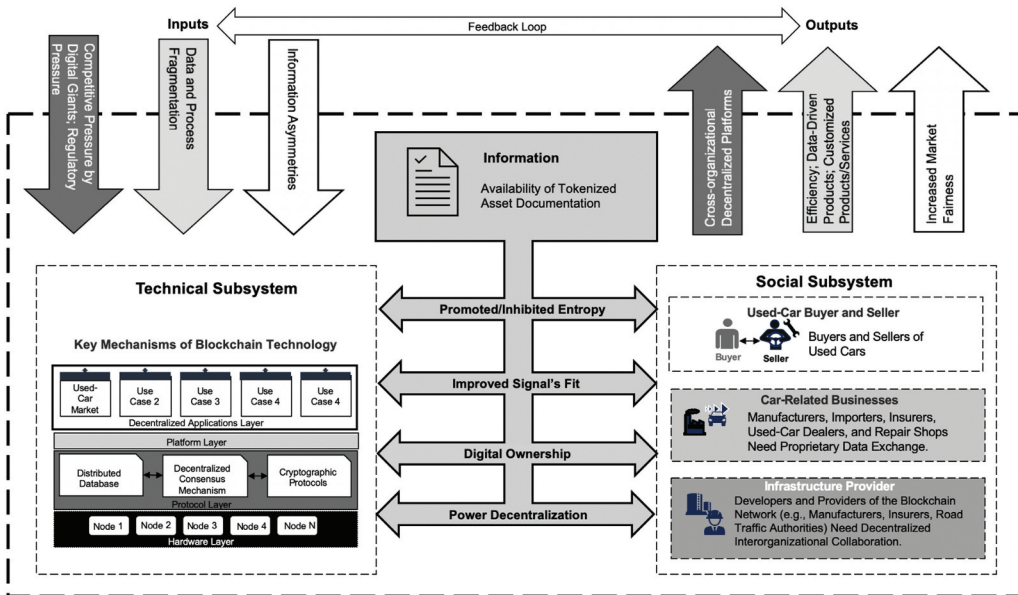 Inputs
Feedback Loop
Outputs
Competitive Pressure by
Digital Giants; Regulatory
Pressure
Data and Process
Fragmentation
Information Asymmetries
Cross-organizational
Decentralized Platforms
Efficiency; Data-Driven
Products; Customized
Products/Services
Increased Market
Fairness
Information
Availability of Tokenized
Asset Documentation
Technical Subsystem
Key Mechanisms of Blockchain Technology
Used-
Car
Market
Use
Case 2
Use
Case 3
Use
Case 4
Use
Case 4
Decentralized Applications Layer
Platform Layer
Distributed
Database
Decentralized
Consensus
Mechanism
Cryptographic
Protocols
Protocol Layer
Node 1
Node 2
Node 3
Node 4
Node N
Hardware Layer
Promoted/Inhibited Entropy
Improved Signal's Fit
Digital Ownership
Power Decentralization
Social Subsystem
Used-Car Buyer and Seller
Buyer
Seller
Buyers and Sellers of
Used Cars
Car-Related Businesses
Manufacturers, Importers, Insurers,
Used-Car Dealers, and Repair Shops
Need Proprietary Data Exchange.
Infrastructure Provider
Developers and Providers of the Blockchain
Network (e.g., Manufacturers, Insurers, Road
Traffic Authorities) Need Decentralized
Interorganizational Collaboration.